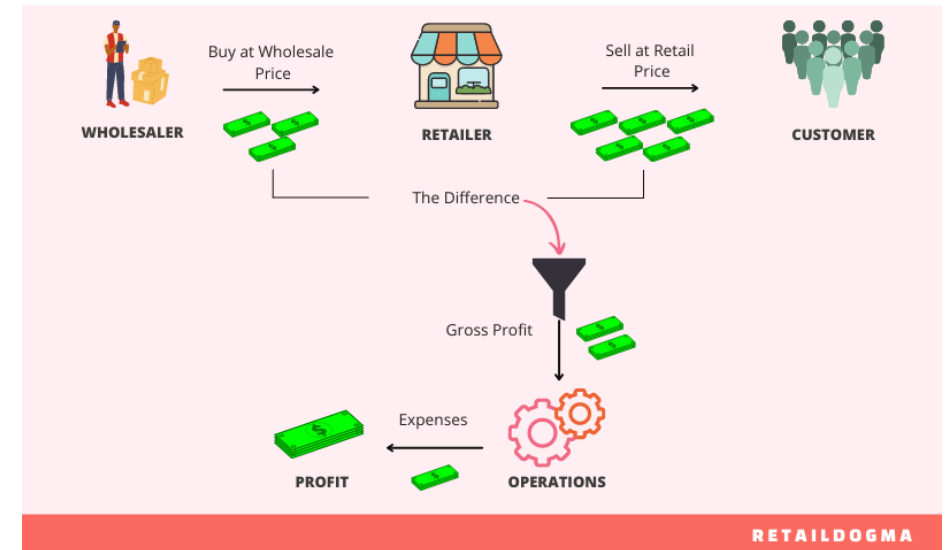 Buy at Wholesale
Price
Sell at Retail
Price
WHOLESALER
RETAILER
CUSTOMER
The Difference
Gross Profit
Expenses
PROFIT
OPERATIONS
RETAILDOGMA